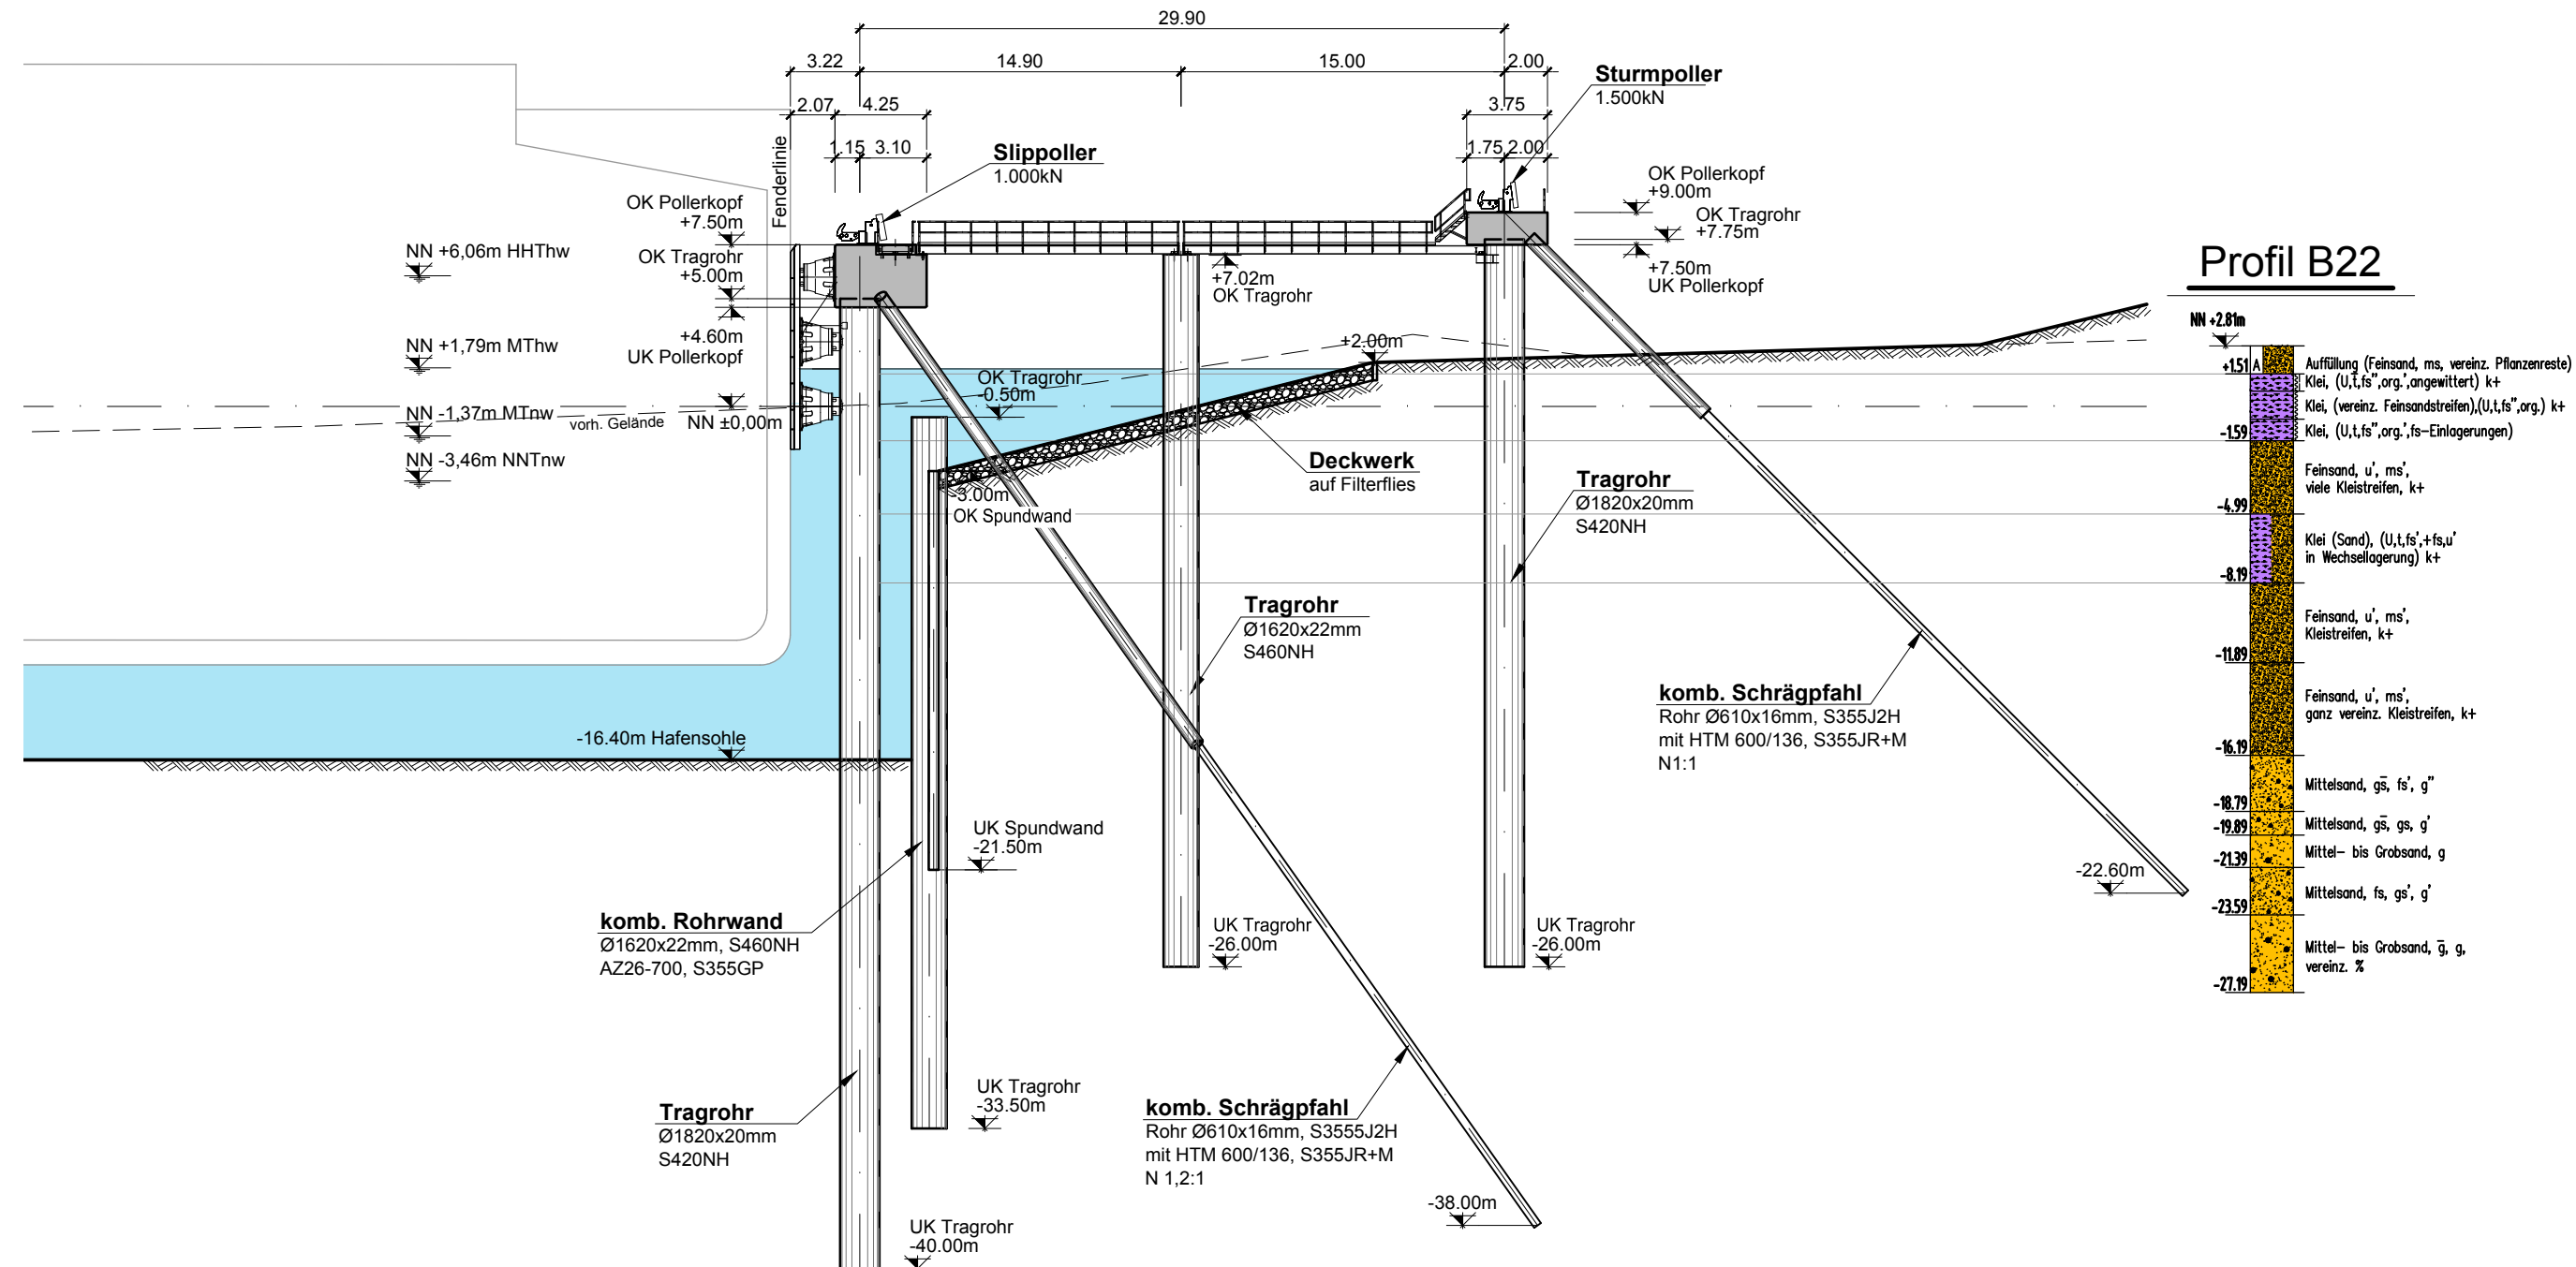 29.90
3.22
14.90
15.00
2.00
2.07
4.25
3.75
1.15
3.10
1.75
2.00
Fenderlinie
Sturmpoller
1.500kN
Slippoller
1.000kN
OK Pollerkopf
+7.50m
OK Tragrohr
+5.00m
+4.60m
UK Pollerkopf
OK Pollerkopf
+9.00m
OK Tragrohr
+7.75m
+7.50m
UK Pollerkopf
+7.02m
OK Tragrohr
NN +6,06m HHThw
NN +1,79m MThw
NN -1,37m MTnw
NN -3,46m NNTnw
vorh. Gelände
NN ±0,00m
+2.00m
OK Tragrohr
-0.50m
-3.00m
OK Spundwand
Deckwerk
auf Filterflies
Tragrohr
Ø1820x20mm
S420NH
Tragrohr
Ø1620x22mm
S460NH
komb. Schrägpfahl
Rohr Ø610x16mm, S355J2H
mit HTM 600/136, S355JR+M
N1:1
-16.40m Hafensohle
UK Spundwand
-21.50m
-22.60m
komb. Rohrwand
Ø1620x22mm, S460NH
AZ26-700, S355GP
UK Tragrohr
-26.00m
UK Tragrohr
-26.00m
UK Tragrohr
-33.50m
Tragrohr
Ø1820x20mm
S420NH
komb. Schrägpfahl
Rohr Ø610x16mm, S3555J2H
mit HTM 600/136, S355JR+M
N 1,2:1
-38.00m
UK Tragrohr
-40.00m
Profil B22
NN +2.81m
+1.51 A Auffüllung (Feinsand, ms, vereinz. Pflanzenreste)
Klei, (U,t̄,fs",org.',angewittert) k+
Klei, (vereinz. Feinsandstreifen),(U,t,fs",org.) k+
-1.59 Klei, (U,t,fs",org.',fs-Einlagerungen)
Feinsand, u', ms',
viele Kleistreifen, k+
-4.99
Klei (Sand), (U,t,fs',+fs,u'
in Wechsellagerung) k+
-8.19
Feinsand, u', ms',
Kleistreifen, k+
-11.89
Feinsand, u', ms',
ganz vereinz. Kleistreifen, k+
-16.19
Mittelsand, gs̄, fs', g"
-18.79
Mittelsand, gs̄, gs, g'
-19.89
Mittel- bis Grobsand, g
-21.39
Mittelsand, fs, gs', g'
-23.59
Mittel- bis Grobsand, ḡ, g,
vereinz. %
-27.19